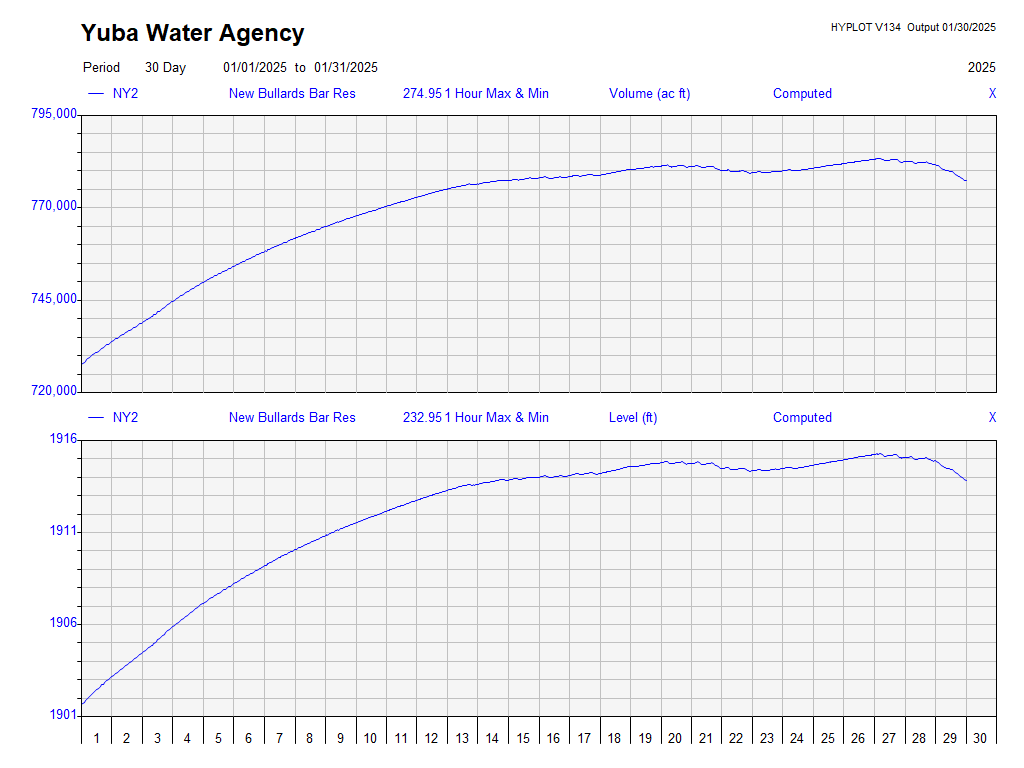 Yuba Water Agency
HYPLOT V134 Output 01/30/2025
Period 30 Day 01/01/2025 to 01/31/2025 2025
NY2 New Bullards Bar Res 274.95 1 Hour Max & Min Volume (ac ft) Computed X
795,000
770,000
745,000
720,000
NY2 New Bullards Bar Res 232.95 1 Hour Max & Min Level (ft) Computed X
1916
1911
1906
1901
1 2 3 4 5 6 7 8 9 10 11 12 13 14 15 16 17 18 19 20 21 22 23 24 25 26 27 28 29 30